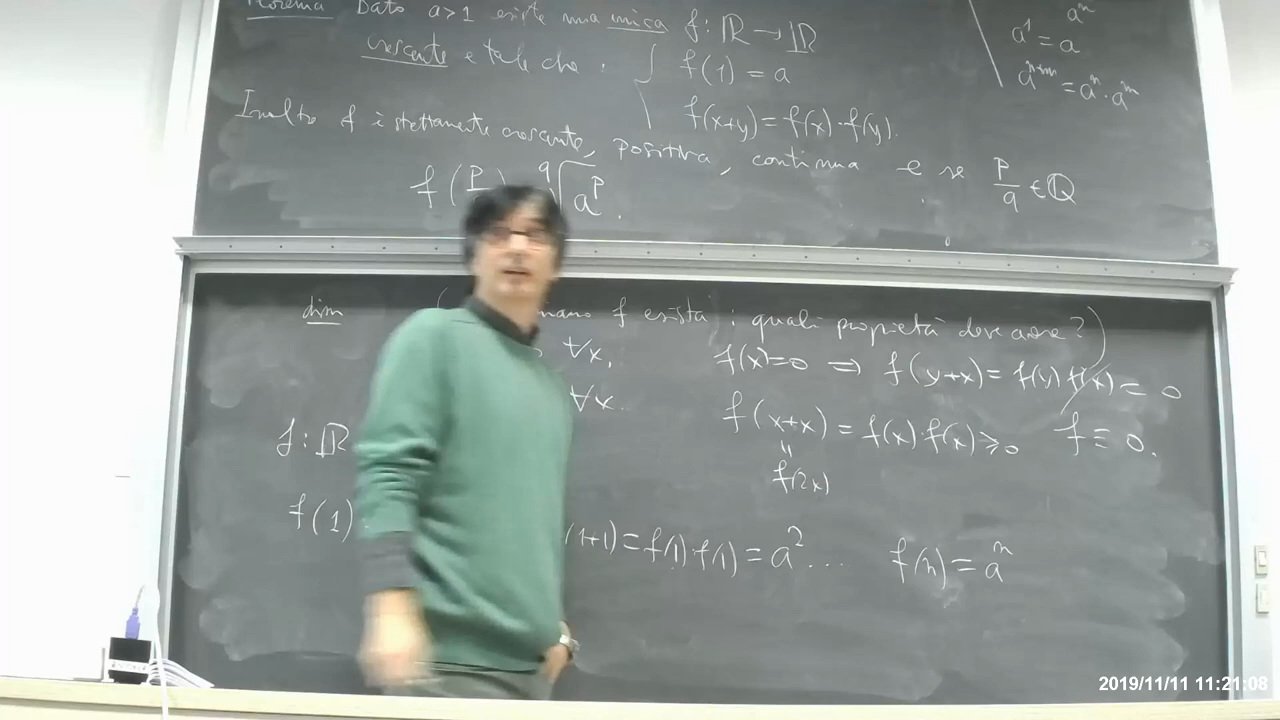 Teorema Dato a>1 esiste una unica f: ℝ → ℝ
crescente e tale che : f(1) = a
f(x+y) = f(x)·f(y).
Inoltre f è strettamente crescente, positiva, continua e se p/q ∈ ℚ
f(p q√a^p .
a^n
a^1 = a
a^{n+m} = a^n · a^m
dim ( f esista : quali proprietà deve avere? )
∀x, f(x)=0 ⇒ f(y+x) = f(y) f(x) = 0
∀x. f(x+x) = f(x)·f(x) ⩾ 0 f ≡ 0.
f(2x)
f: ℝ
f(1)
(1+1) = f(1)·f(1) = a^2 ... f(n) = a^n
2019/11/11 11:21:08